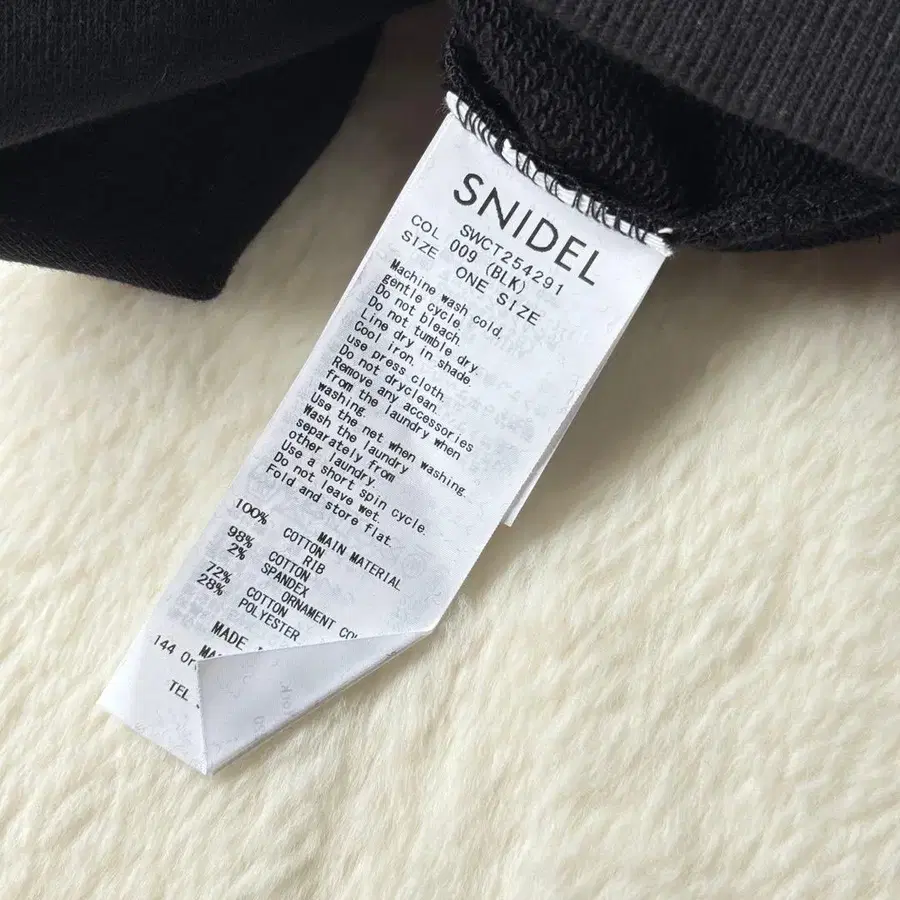 SNIDEL
SWCT254291
COL 009 (BLK)
SIZE ONE SIZE
Machine wash cold.
gentle cycle.
Do not bleach.
Do not tumble dry.
Line dry in shade.
Cool iron.
use press cloth.
Do not dryclean.
Remove any accessories
from the laundry when
washing.
Use the net when washing.
Wash the laundry
separately from
other laundry.
Use a short spin cycle.
Do not leave wet.
Fold and store flat.
MAIN MATERIAL
100% COTTON
RIB
98% COTTON
2% SPANDEX
ORNAMENT
72% COTTON
28% POLYESTER
MADE
144
TEL